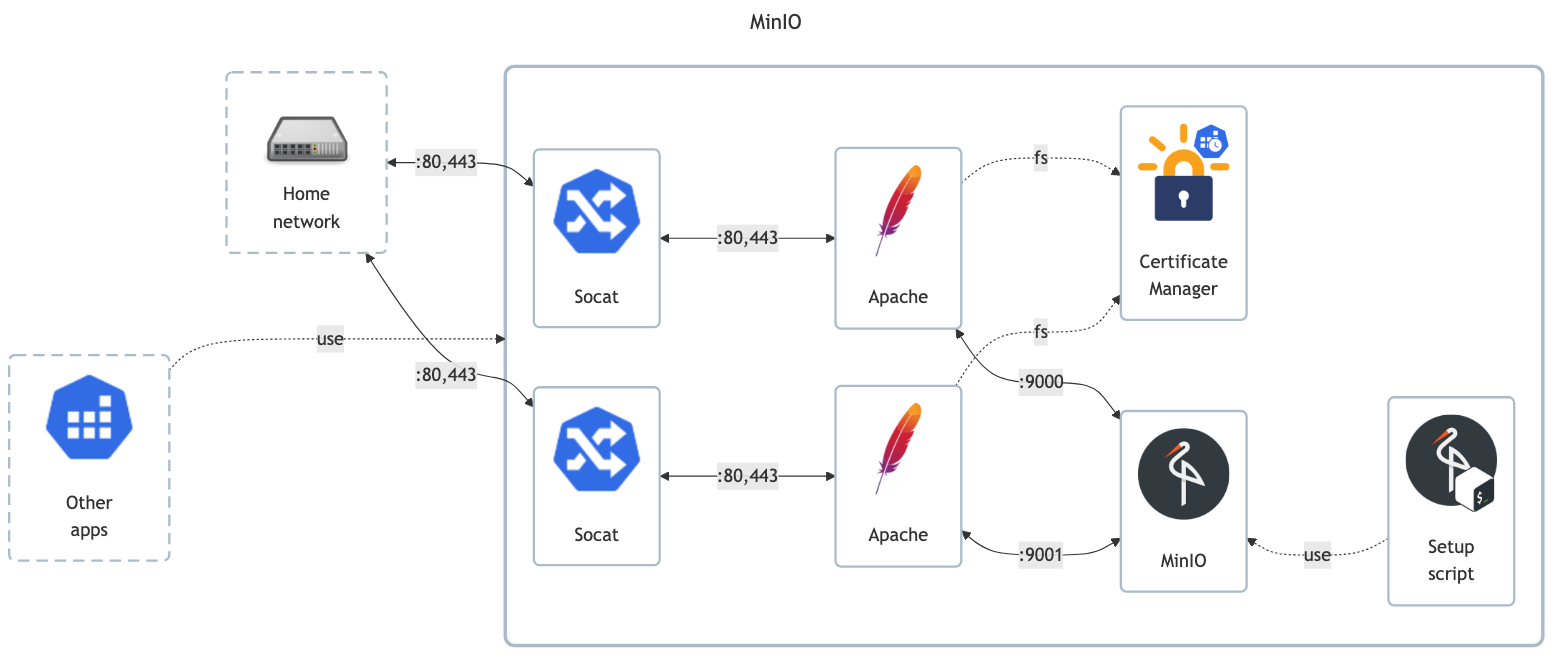 MinIO
Home
network
:80,443
Socat
:80,443
Apache
fs
Certificate
Manager
use
fs
Other
apps
:80,443
Socat
:80,443
Apache
:9000
:9001
MinIO
use
$_
Setup
script